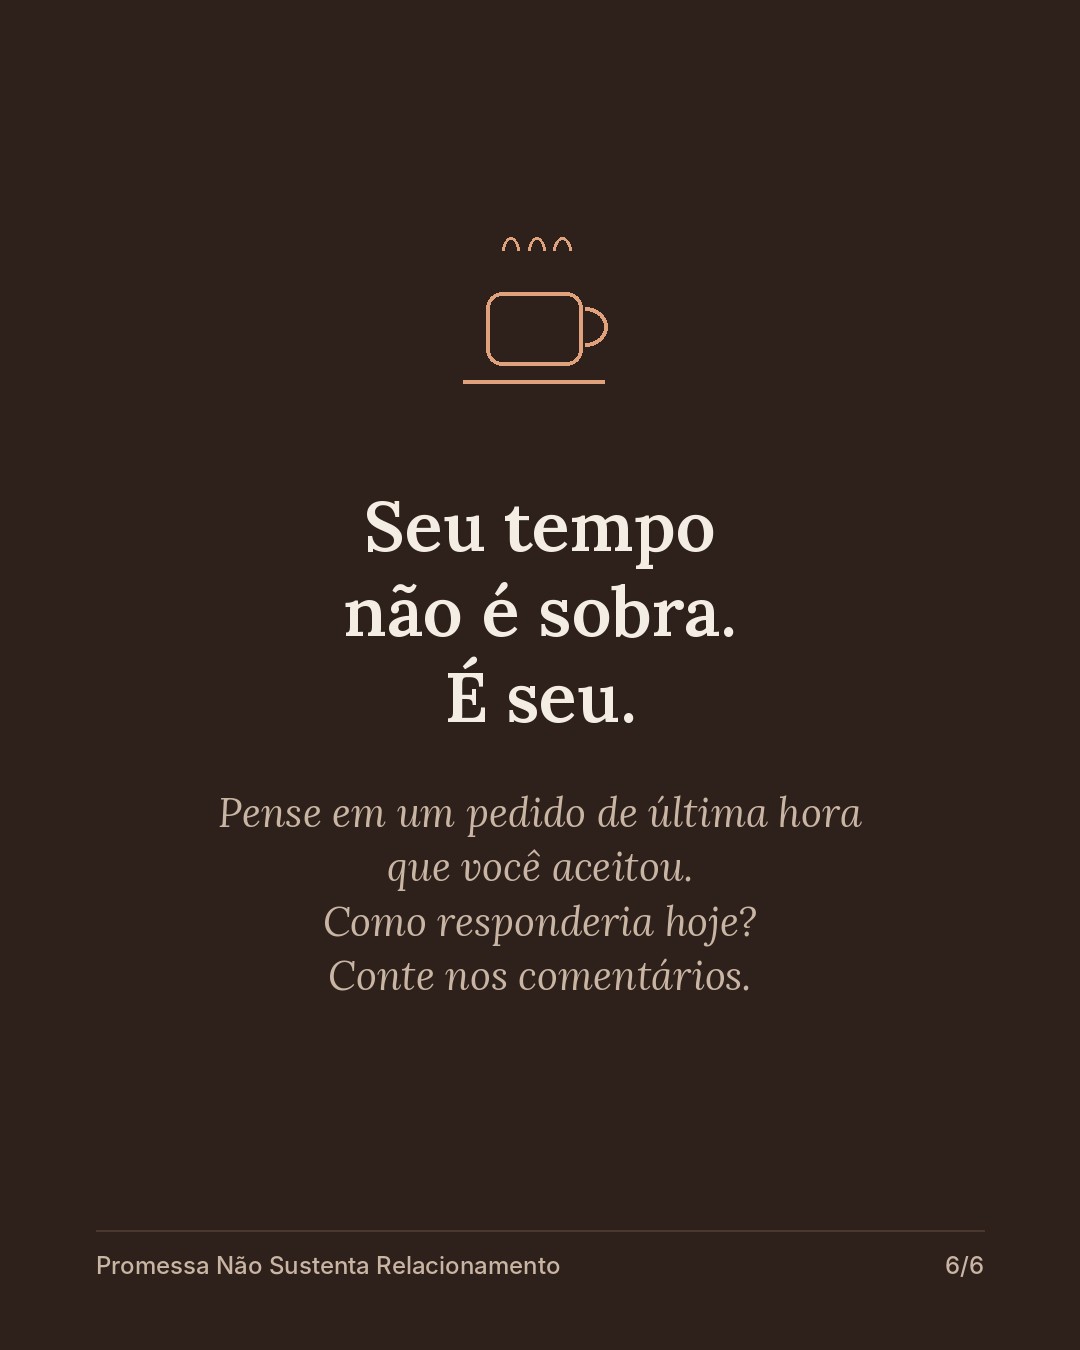 Seu tempo
não é sobra.
É seu.
Pense em um pedido de última hora
que você aceitou.
Como responderia hoje?
Conte nos comentários.
Promessa Não Sustenta Relacionamento
6/6